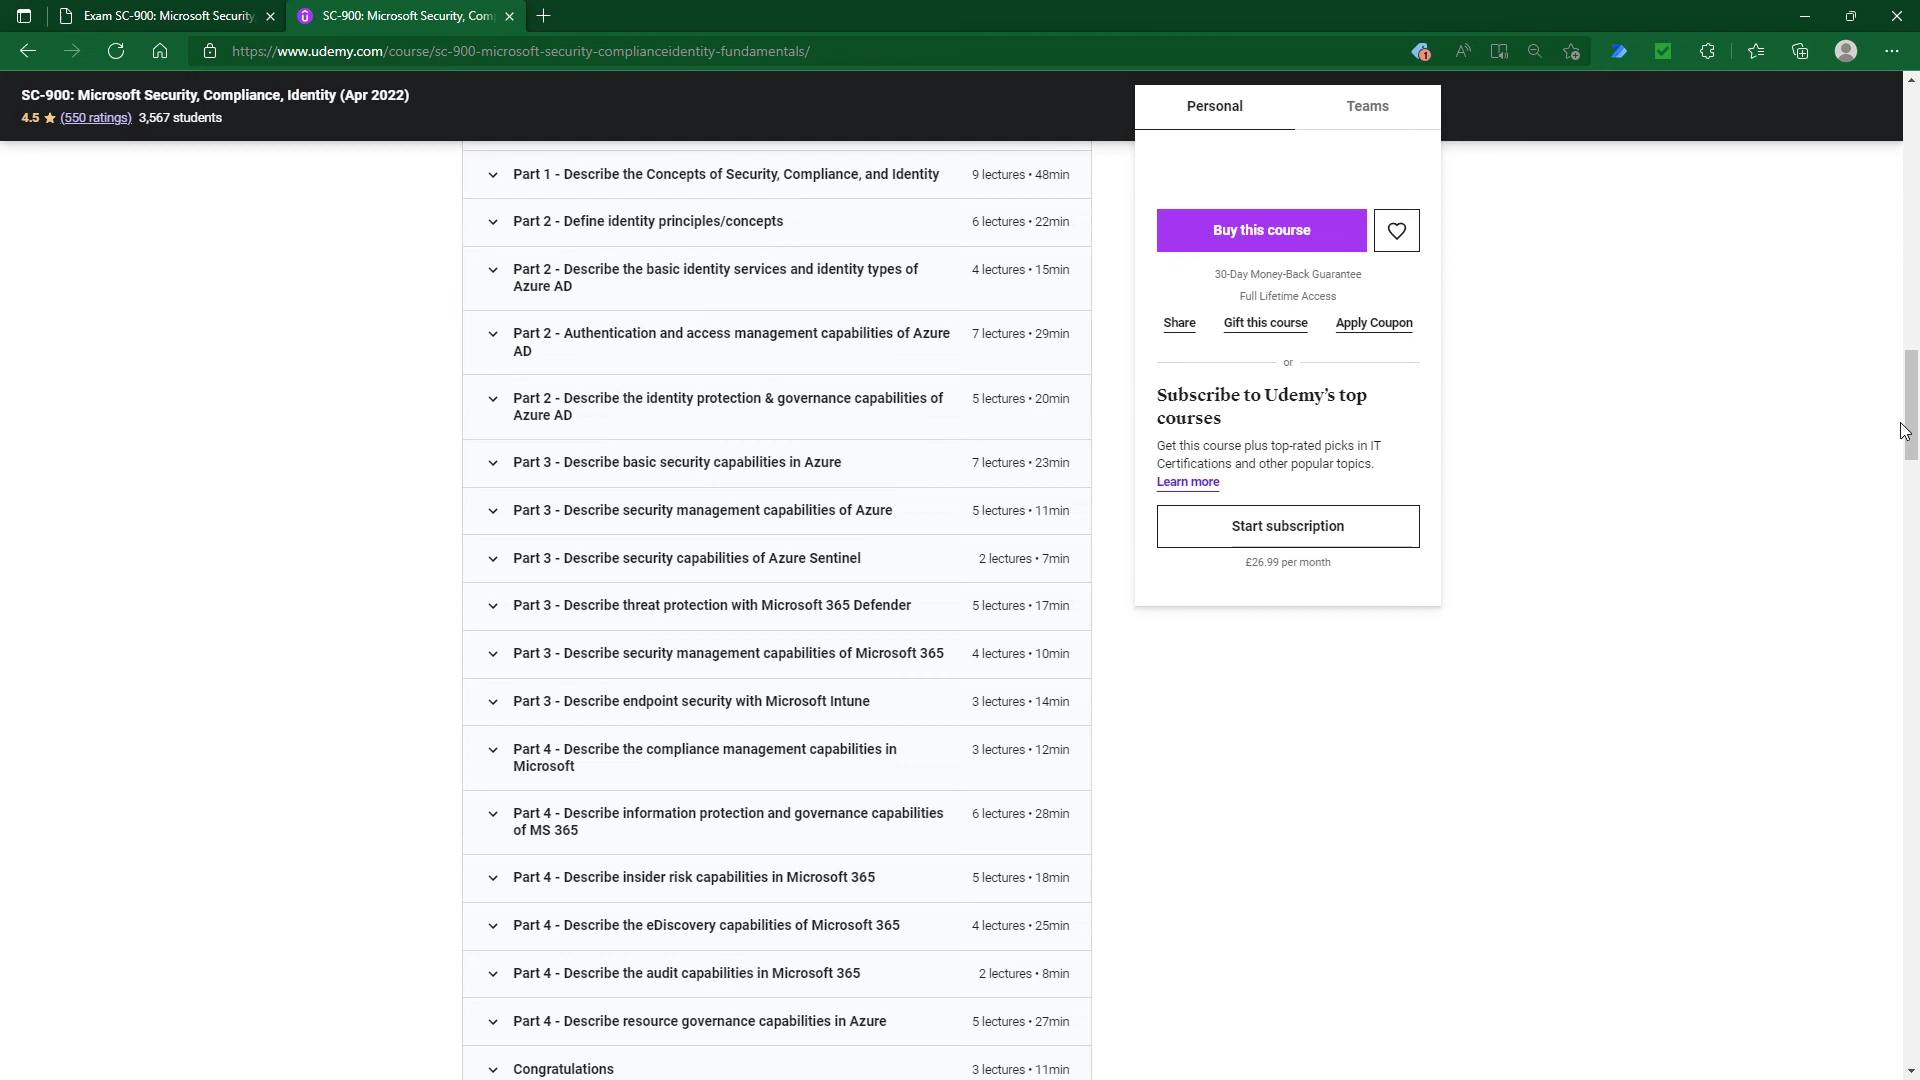 Exam SC-900: Microsoft Security,
SC-900: Microsoft Security, Com
https://www.udemy.com/course/sc-900-microsoft-security-complianceidentity-fundamentals/
1
SC-900: Microsoft Security, Compliance, Identity (Apr 2022)
4.5 ★ (550 ratings) 3,567 students
Part 1 - Describe the Concepts of Security, Compliance, and Identity 9 lectures • 48min
Part 2 - Define identity principles/concepts 6 lectures • 22min
Part 2 - Describe the basic identity services and identity types of 4 lectures • 15min
Azure AD
Part 2 - Authentication and access management capabilities of Azure 7 lectures • 29min
AD
Part 2 - Describe the identity protection & governance capabilities of 5 lectures • 20min
Azure AD
Part 3 - Describe basic security capabilities in Azure 7 lectures • 23min
Part 3 - Describe security management capabilities of Azure 5 lectures • 11min
Part 3 - Describe security capabilities of Azure Sentinel 2 lectures • 7min
Part 3 - Describe threat protection with Microsoft 365 Defender 5 lectures • 17min
Part 3 - Describe security management capabilities of Microsoft 365 4 lectures • 10min
Part 3 - Describe endpoint security with Microsoft Intune 3 lectures • 14min
Part 4 - Describe the compliance management capabilities in 3 lectures • 12min
Microsoft
Part 4 - Describe information protection and governance capabilities 6 lectures • 28min
of MS 365
Part 4 - Describe insider risk capabilities in Microsoft 365 5 lectures • 18min
Part 4 - Describe the eDiscovery capabilities of Microsoft 365 4 lectures • 25min
Part 4 - Describe the audit capabilities in Microsoft 365 2 lectures • 8min
Part 4 - Describe resource governance capabilities in Azure 5 lectures • 27min
Congratulations 3 lectures • 11min
Personal Teams
Buy this course
30-Day Money-Back Guarantee
Full Lifetime Access
Share Gift this course Apply Coupon
or
Subscribe to Udemy’s top
courses
Get this course plus top-rated picks in IT
Certifications and other popular topics.
Learn more
Start subscription
£26.99 per month